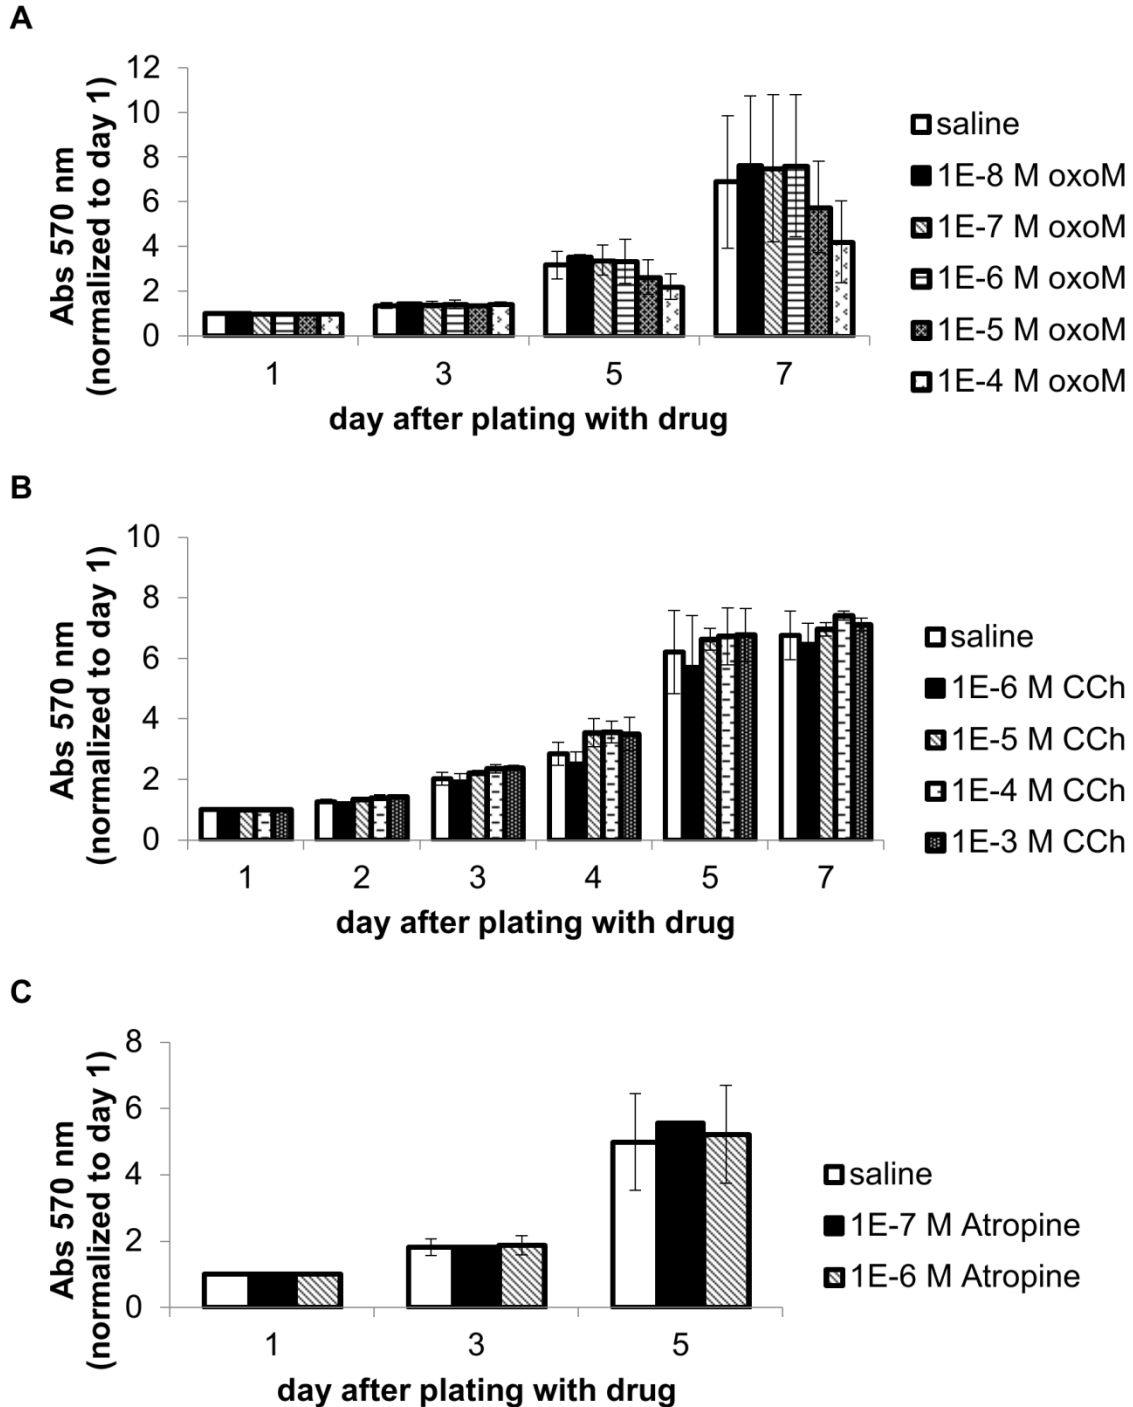 A
12
10
8
6
4
2
0
Abs 570 nm
(normalized to day 1)
1 3 5 7
day after plating with drug
saline
1E-8 M oxoM
1E-7 M oxoM
1E-6 M oxoM
1E-5 M oxoM
1E-4 M oxoM
B
10
8
6
4
2
0
Abs 570 nm
(normalized to day 1)
1 2 3 4 5 7
day after plating with drug
saline
1E-6 M CCh
1E-5 M CCh
1E-4 M CCh
1E-3 M CCh
C
8
6
4
2
0
Abs 570 nm
(normalized to day 1)
1 3 5
day after plating with drug
saline
1E-7 M Atropine
1E-6 M Atropine